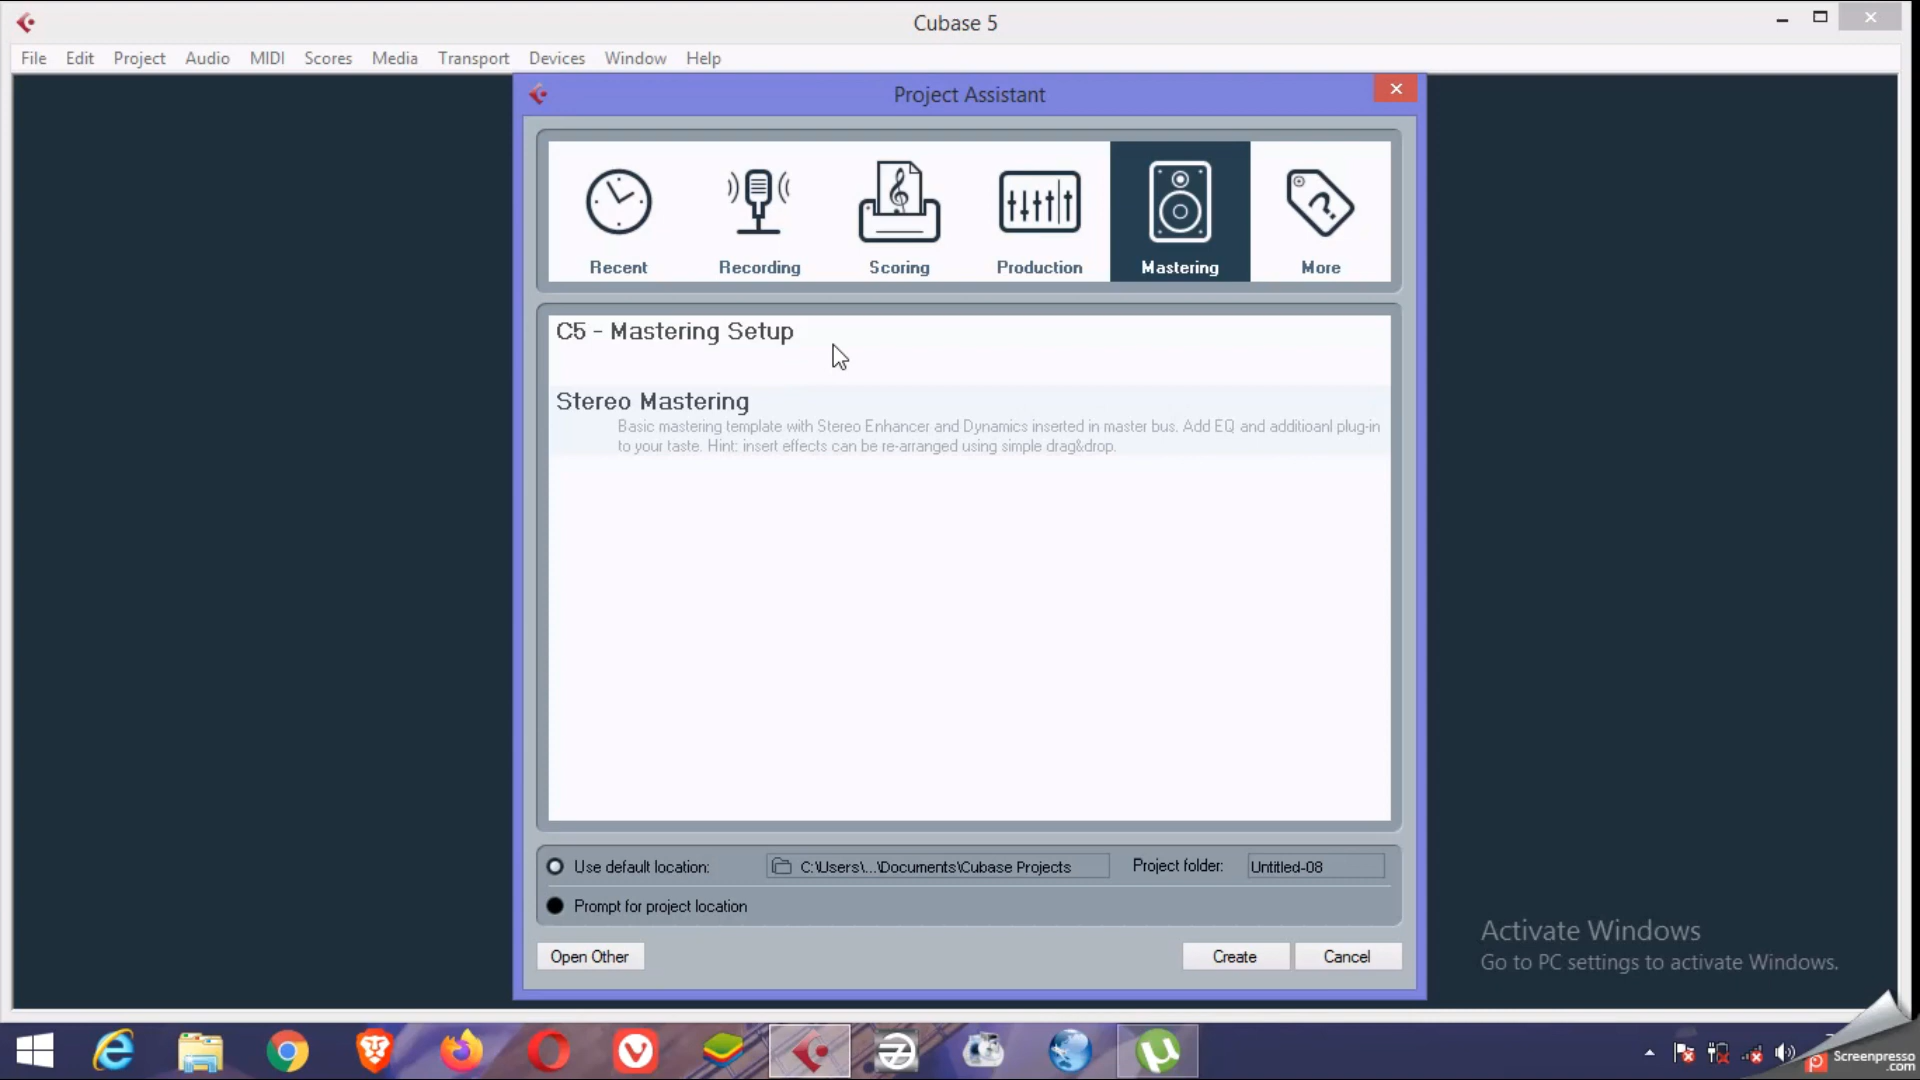 Cubase 5
File Edit Project Audio MIDI Scores Media Transport Devices Window Help
Project Assistant
Recent Recording Scoring Production Mastering More
C5 - Mastering Setup
Stereo Mastering
Basic mastering template with Stereo Enhancer and Dynamics inserted in master bus. Add EQ and additioanl plug-in
to your taste. Hint: insert effects can be re-arranged using simple drag&drop.
Use default location: C:\Users\...\Documents\Cubase Projects Project folder: Untitled-08
Prompt for project location
Open Other Create Cancel
Activate Windows
Go to PC settings to activate Windows.
Screenpresso
.com